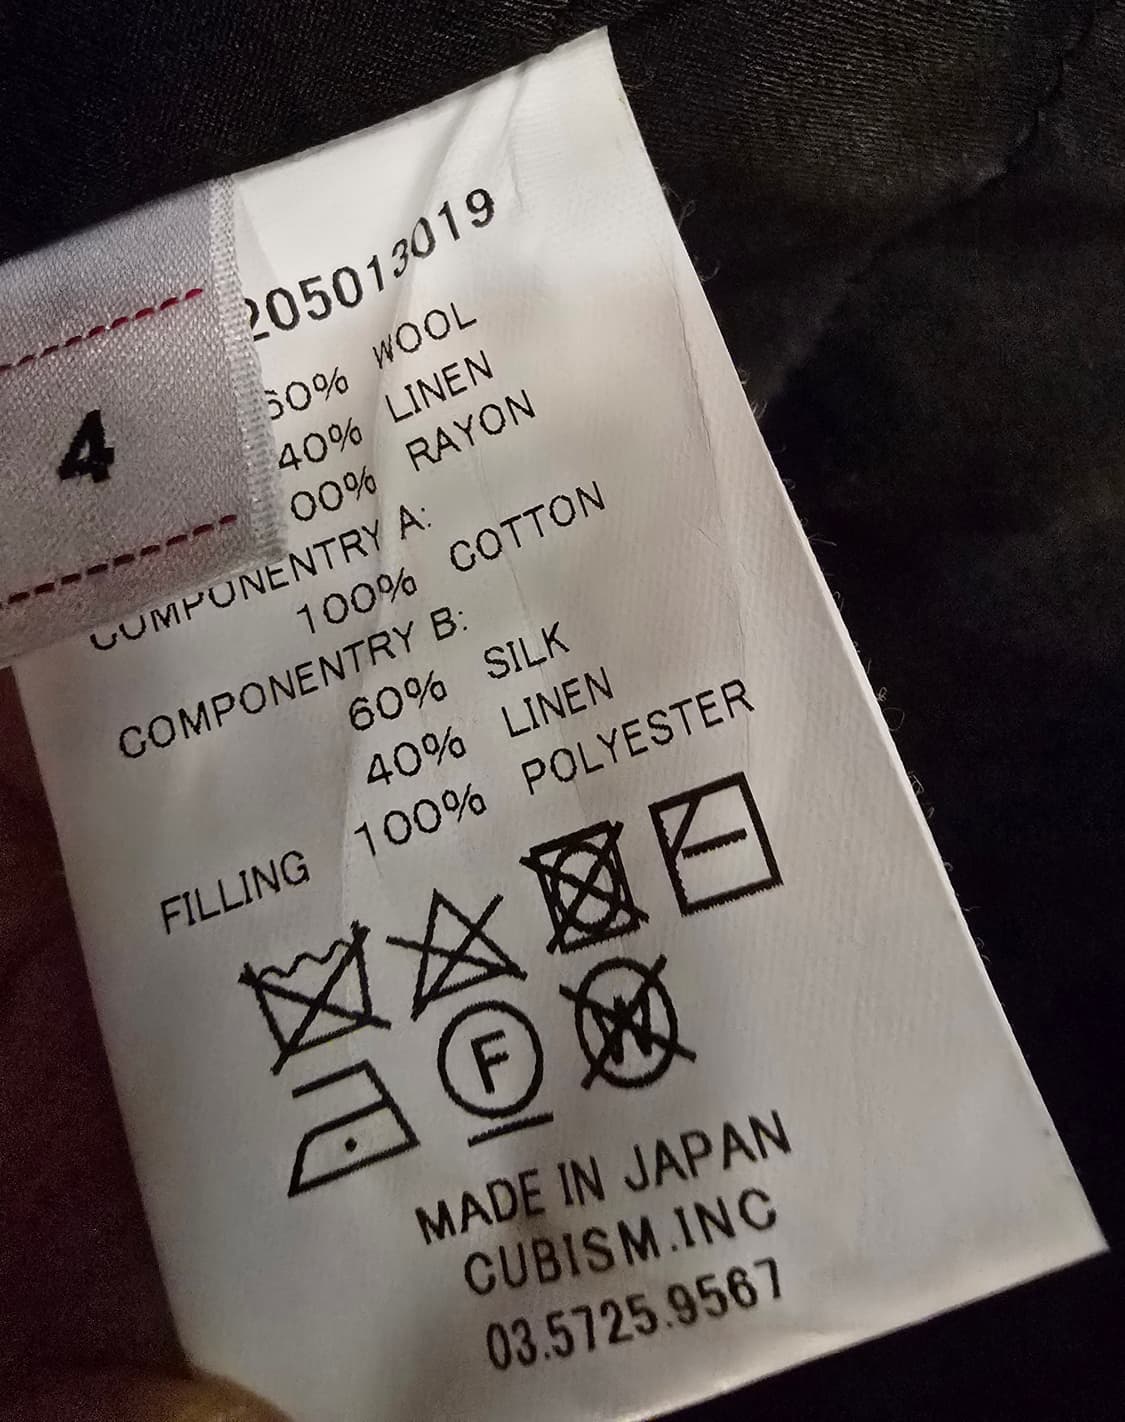 4
205013019
60% WOOL
40% LINEN
00% RAYON
COMPONENTRY A:
100% COTTON
COMPONENTRY B:
60% SILK
40% LINEN
FILLING 100% POLYESTER
F
W
MADE IN JAPAN
CUBISM.INC
03.5725.9567